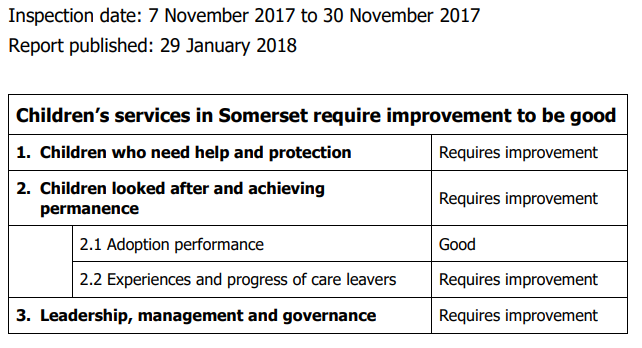 Inspection date: 7 November 2017 to 30 November 2017
Report published: 29 January 2018
Children’s services in Somerset require improvement to be good
1. Children who need help and protection Requires improvement
2. Children looked after and achieving
permanence Requires improvement
2.1 Adoption performance Good
2.2 Experiences and progress of care leavers Requires improvement
3. Leadership, management and governance Requires improvement